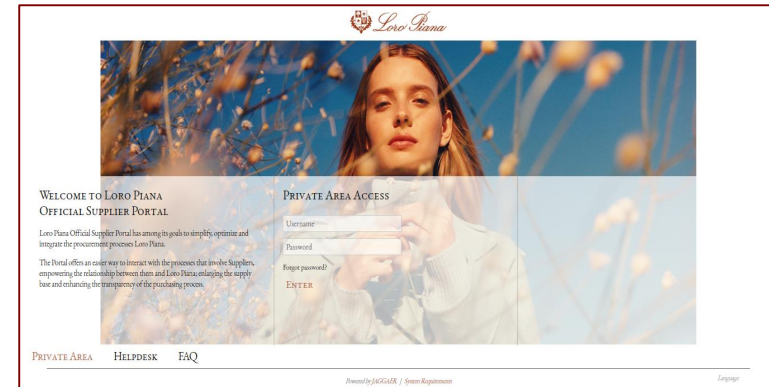 Loro Piana
WELCOME TO LORO PIANA
OFFICIAL SUPPLIER PORTAL
Loro Piana Official Supplier Portal has among its goals to simplify, optimize and
integrate the procurement processes Loro Piana.
The Portal offers an easier way to interact with the processes that involve Suppliers,
empowering the relationship between them and Loro Piana; enlarging the supply
base and enhancing the transparency of the purchasing process.
PRIVATE AREA ACCESS
Username
Password
Forgot password?
ENTER
PRIVATE AREA HELPDESK FAQ
Powered by JAGGAER | System Requirements
Language: